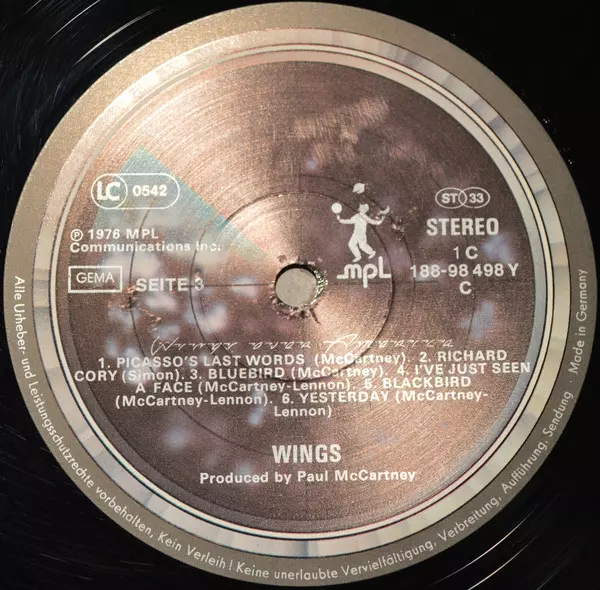 LC 0542
℗ 1976 MPL
Communications Inc.
GEMA
SEITE 3
mpL
ST 33
STEREO
1 C
188-98 498 Y
C
1. PICASSO'S LAST WORDS (McCartney). 2. RICHARD
CORY (Simon). 3. BLUEBIRD (McCartney). 4. I'VE JUST SEEN
A FACE (McCartney-Lennon). 5. BLACKBIRD
(McCartney-Lennon). 6. YESTERDAY (McCartney-
Lennon)
WINGS
Produced by Paul McCartney
Alle Urheber- und Leistungsschutzrechte vorbehalten, Kein Verleih! Keine unerlaubte Vervielfältigung, Verbreitung, Aufführung, Sendung · Made in Germany